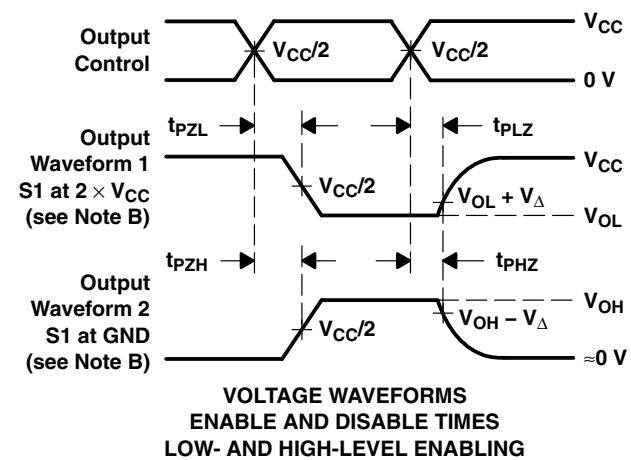 Output
Control
V_CC/2
V_CC/2
V_CC
0 V
t_PZL
t_PLZ
Output
Waveform 1
S1 at 2 × V_CC
(see Note B)
V_CC/2
V_CC
V_OL + V_Δ
V_OL
t_PZH
t_PHZ
Output
Waveform 2
S1 at GND
(see Note B)
V_CC/2
V_OH
V_OH − V_Δ
≈0 V
VOLTAGE WAVEFORMS
ENABLE AND DISABLE TIMES
LOW- AND HIGH-LEVEL ENABLING